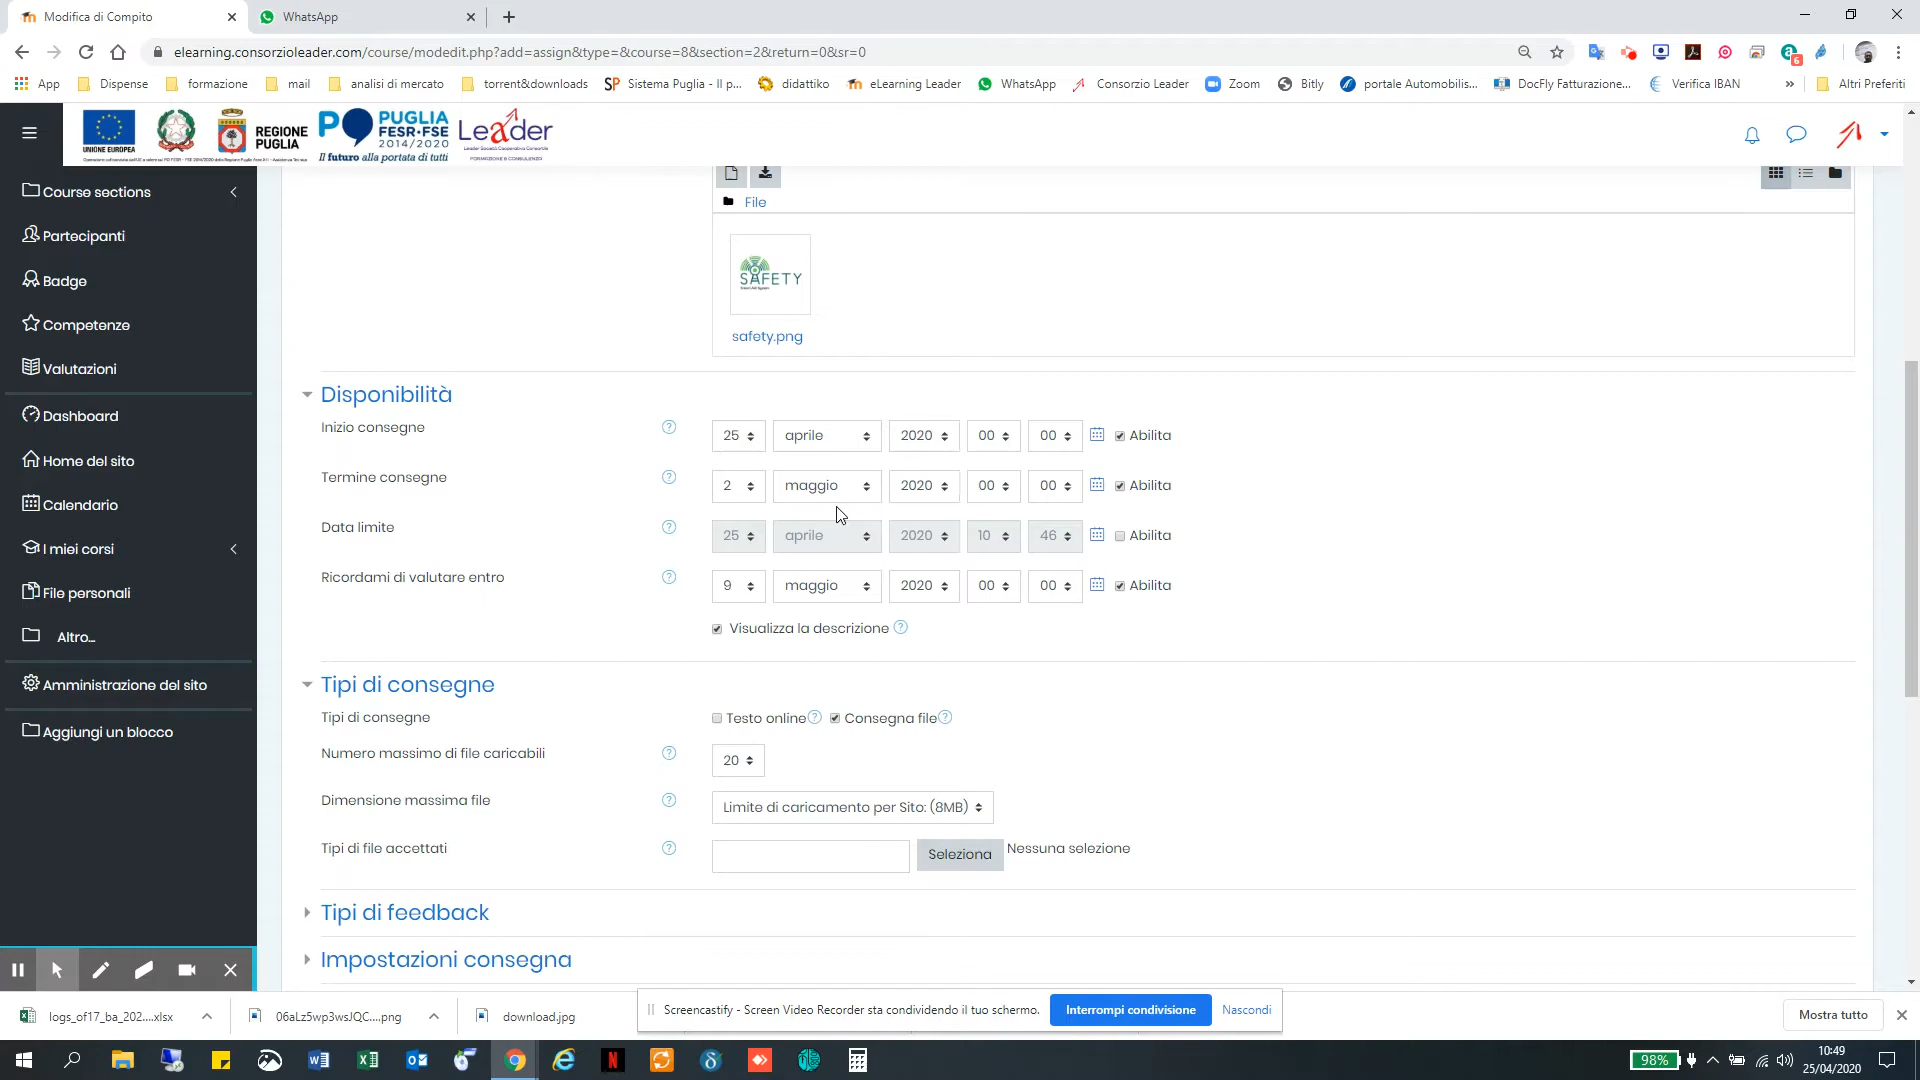 Modifica di Compito
WhatsApp
elearning.consorzioleader.com/course/modedit.php?add=assign&type=&course=8&section=2&return=0&sr=0
App
Dispense
formazione
mail
analisi di mercato
torrent&downloads
Sistema Puglia - Il p...
didattiko
eLearning Leader
WhatsApp
Consorzio Leader
Zoom
Bitly
portale Automobilis...
DocFly Fatturazione...
Verifica IBAN
»
Altri Preferiti
UNIONE EUROPEA
REGIONE
PUGLIA
PO PUGLIA
FESR-FSE
2014/2020
Il futuro alla portata di tutti
Leader
Leader Società Cooperativa Consortile
FORMAZIONE E CONSULENZA
Course sections
Partecipanti
Badge
Competenze
Valutazioni
Dashboard
Home del sito
Calendario
I miei corsi
File personali
Altro...
Amministrazione del sito
Aggiungi un blocco
File
SAFETY
safety.png
Disponibilità
Inizio consegne
25 aprile 2020 00 00 Abilita
Termine consegne
2 maggio 2020 00 00 Abilita
Data limite
25 aprile 2020 10 46 Abilita
Ricordami di valutare entro
9 maggio 2020 00 00 Abilita
Visualizza la descrizione
Tipi di consegne
Tipi di consegne
Testo online Consegna file
Numero massimo di file caricabili
20
Dimensione massima file
Limite di caricamento per Sito: (8MB)
Tipi di file accettati
Seleziona Nessuna selezione
Tipi di feedback
Impostazioni consegna
logs_of17_ba_202....xlsx
06aLz5wp3wsJQC....png
download.jpg
Screencastify - Screen Video Recorder sta condividendo il tuo schermo.
Interrompi condivisione
Nascondi
Mostra tutto
98%
10:49
25/04/2020